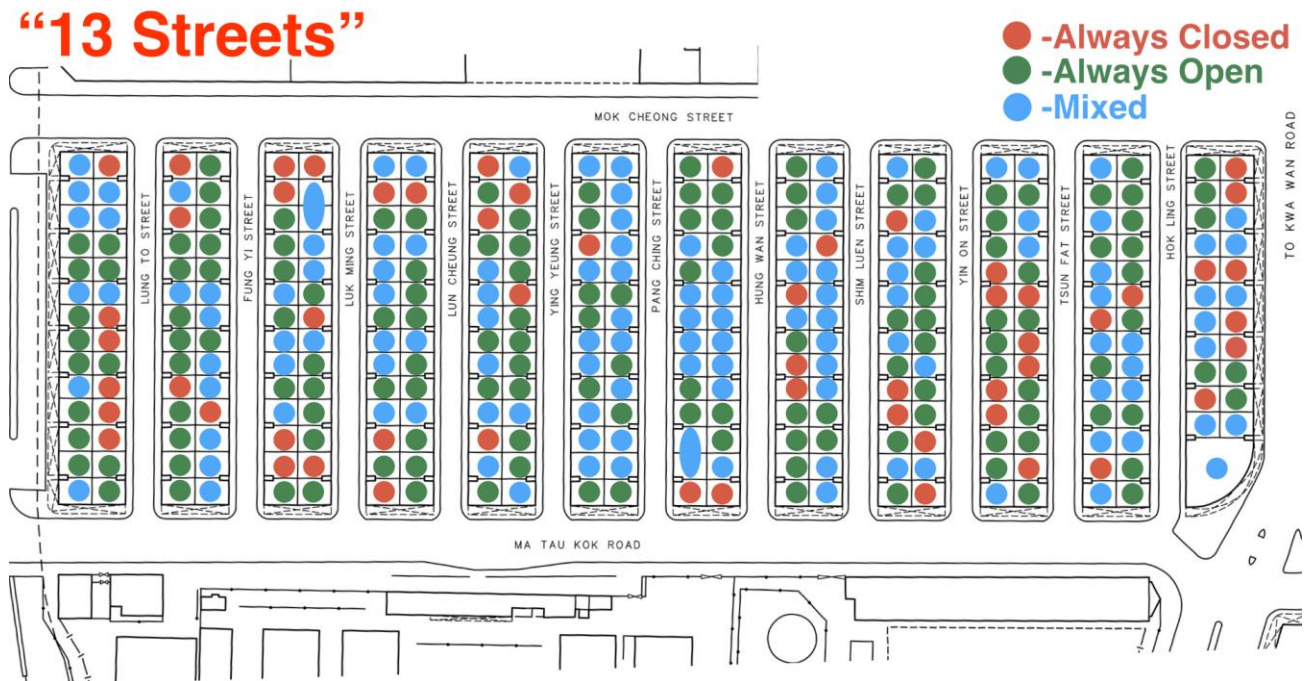 “13 Streets”
-Always Closed
-Always Open
-Mixed
MOK CHEONG STREET
LUNG TO STREET
FUNG YI STREET
LUK MING STREET
LUN CHEUNG STREET
YING YEUNG STREET
PANG CHING STREET
HUNG WAN STREET
SHIM LUEN STREET
YIN ON STREET
TSUN FAT STREET
HOK LING STREET
TO KWA WAN ROAD
MA TAU KOK ROAD